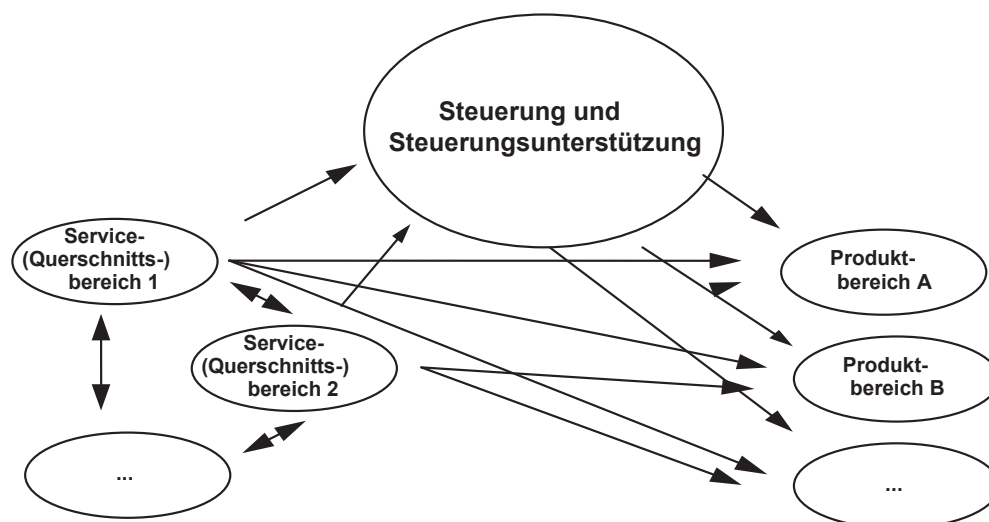 Steuerung und
Steuerungsunterstützung
Service-
(Querschnitts-)
bereich 1
Produkt-
bereich A
Service-
(Querschnitts-)
bereich 2
Produkt-
bereich B
...
...